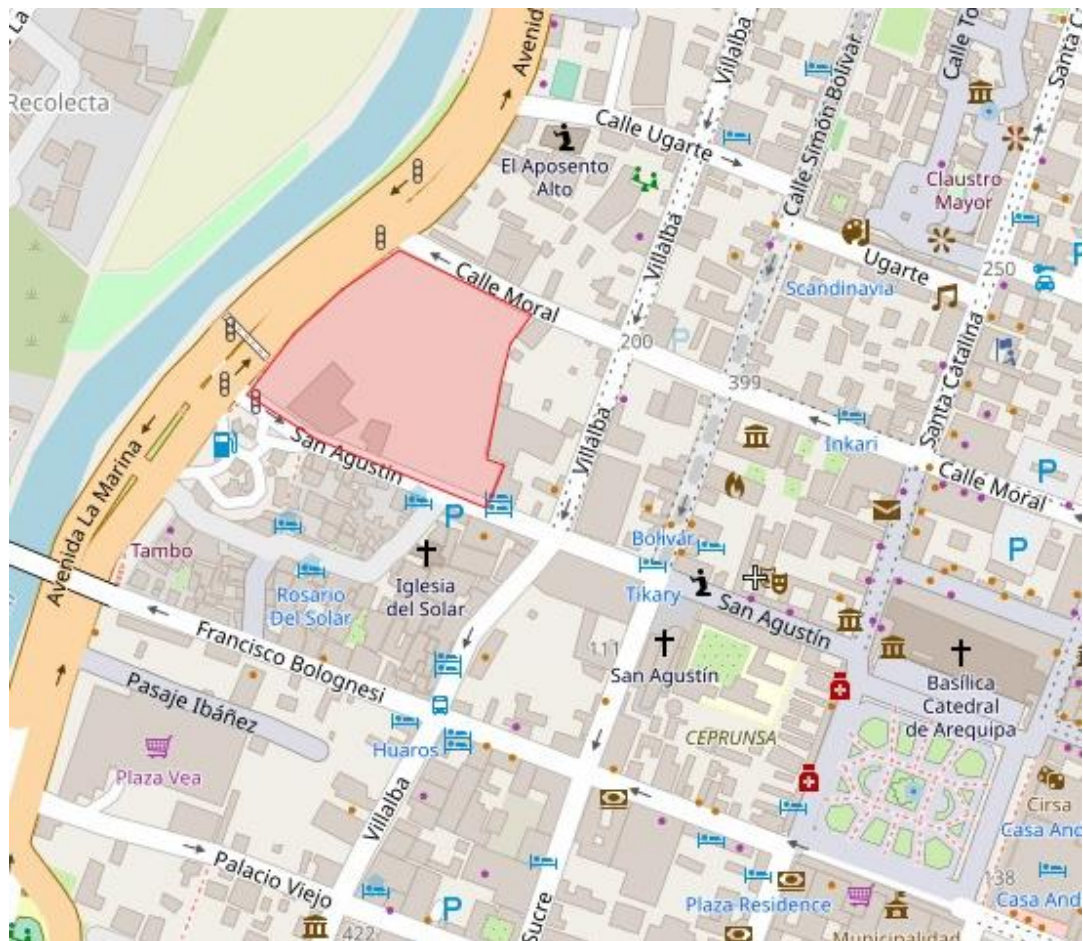 La
Recolecta
Avenid
Villalba
Calle To
Santa C
Calle Simón Bolívar
Calle Ugarte
El Aposento
Alto
Claustro
Mayor
P
Villalba
Ugarte
250
Scandinavia
Calle Moral
200
P
399
Santa Catalina
Inkari
Villalba
San Agustín
Calle Moral
P
P
P
Avenida La Marina
Tambo
Bolívar
Iglesia
del Solar
Rosario
Del Solar
Tikary
San Agustín
111
San Agustín
Basílica
Catedral
de Arequipa
Francisco Bolognesi
Pasaje Ibáñez
CEPRUNSA
Huaros
Plaza Vea
Villalba
Cirsa
Casa And
Palacio Viejo
P
Sucre
Plaza Residence
138
Casa And
422
Municipalidad